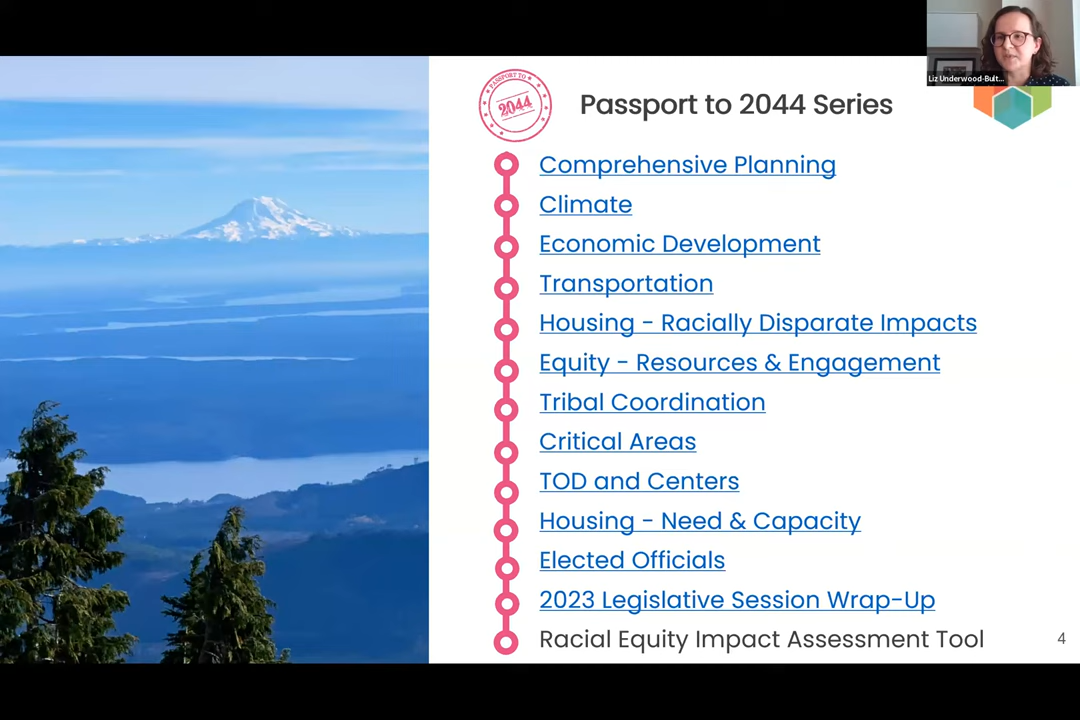 Liz Underwood-Bult...
PASSPORT TO
2044
Passport to 2044 Series
Comprehensive Planning
Climate
Economic Development
Transportation
Housing - Racially Disparate Impacts
Equity - Resources & Engagement
Tribal Coordination
Critical Areas
TOD and Centers
Housing - Need & Capacity
Elected Officials
2023 Legislative Session Wrap-Up
Racial Equity Impact Assessment Tool
4